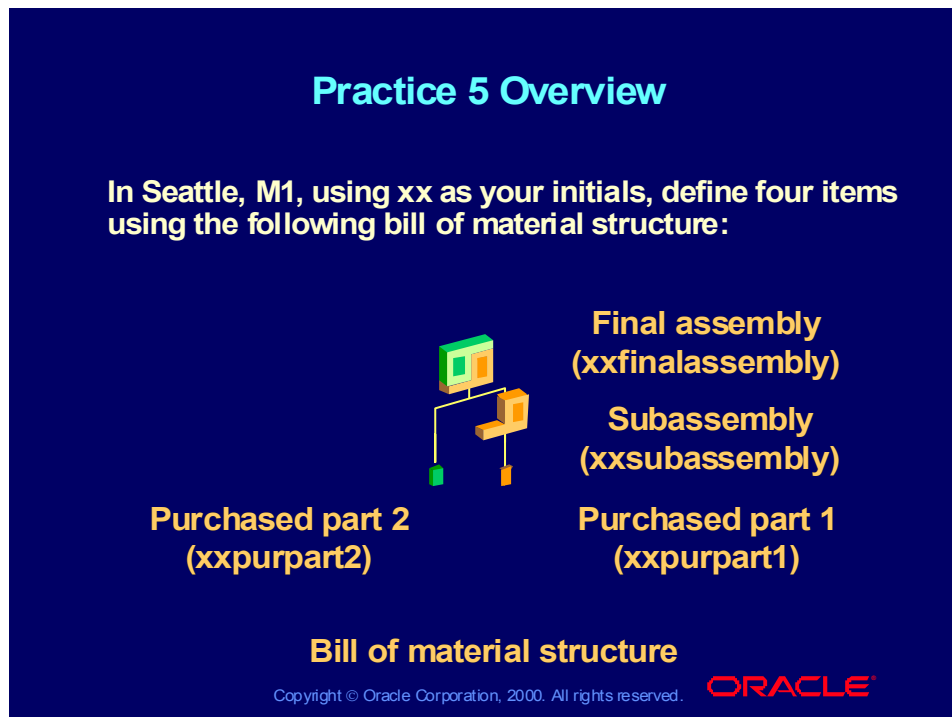 Practice 5 Overview
In Seattle, M1, using xx as your initials, define four items
using the following bill of material structure:
Final assembly
(xxfinalassembly)
Subassembly
(xxsubassembly)
Purchased part 2
(xxpurpart2)
Purchased part 1
(xxpurpart1)
Bill of material structure
Copyright © Oracle Corporation, 2000. All rights reserved.
ORACLE®